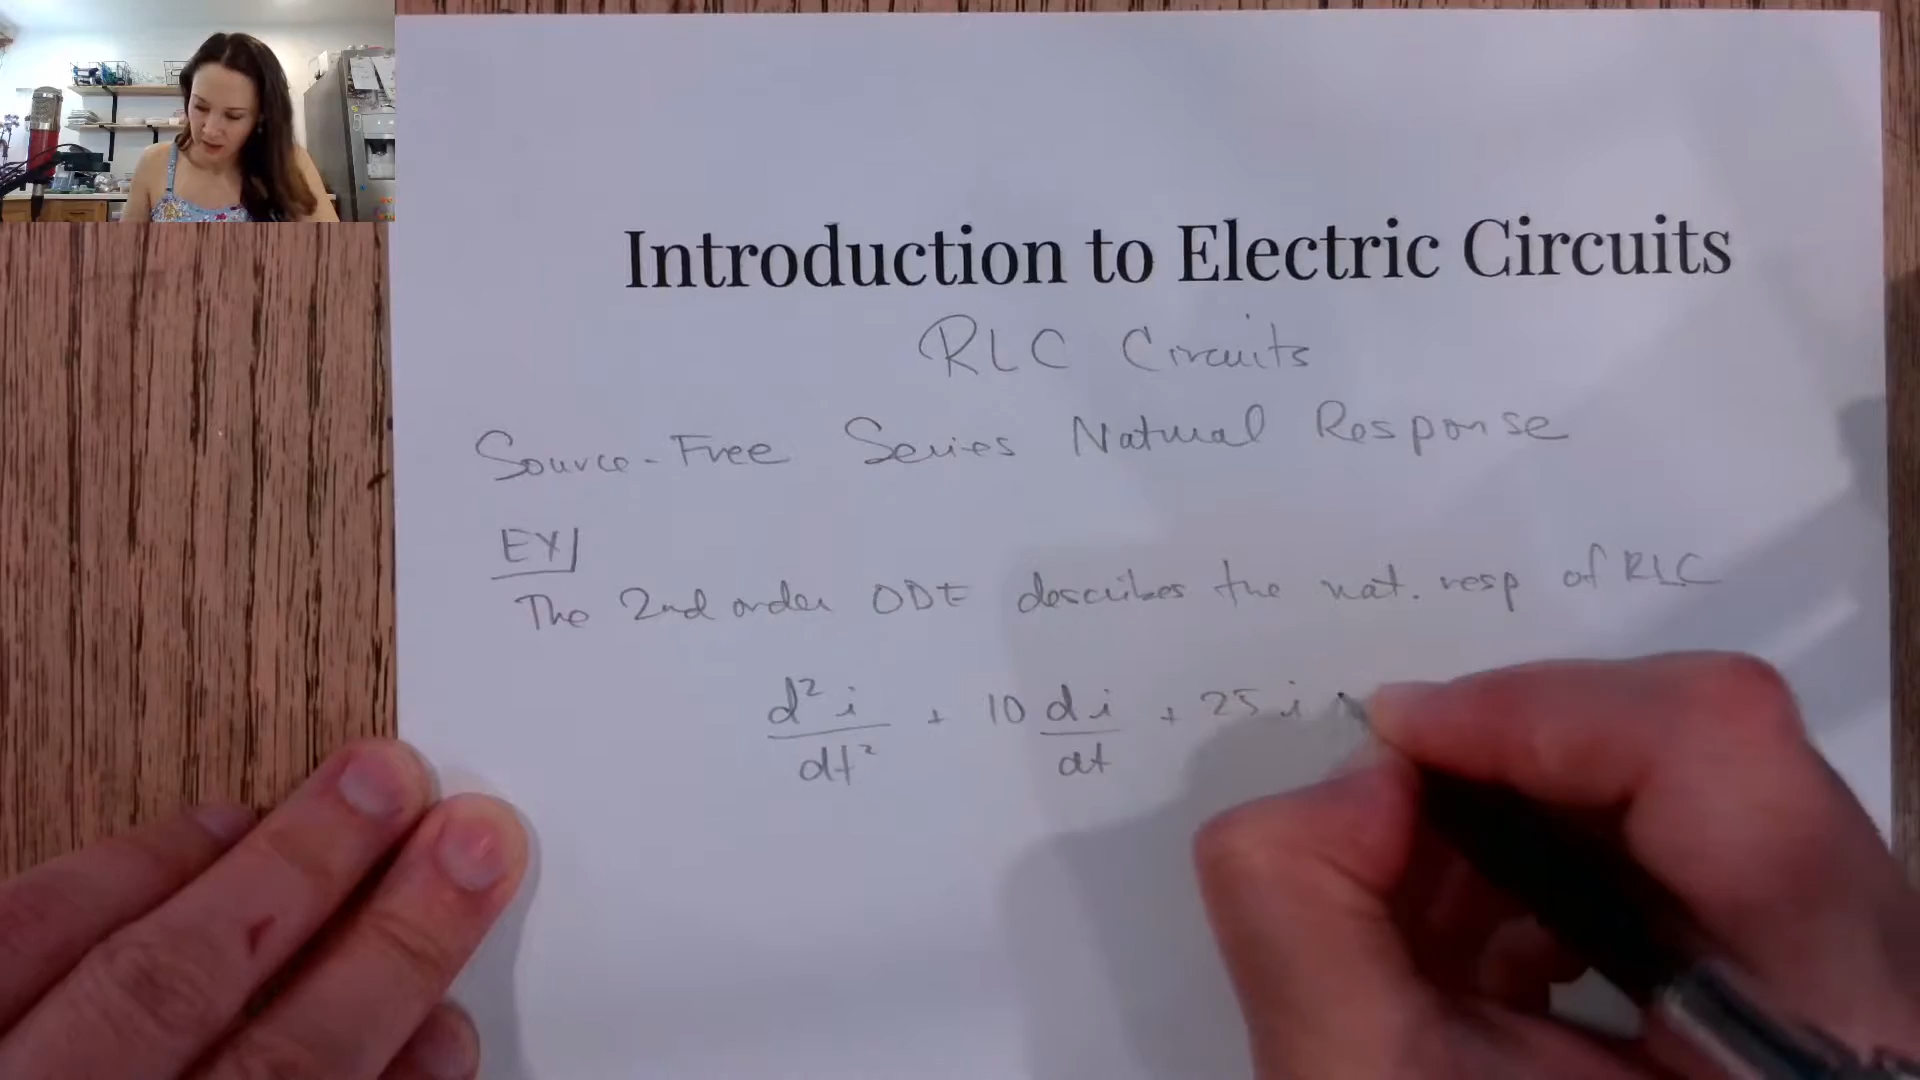 Introduction to Electric Circuits
RLC Circuits
Source-Free Series Natural Response
EX
The 2nd order ODE describes the nat. resp of RLC
d²i/dt² + 10 di/dt + 25 i